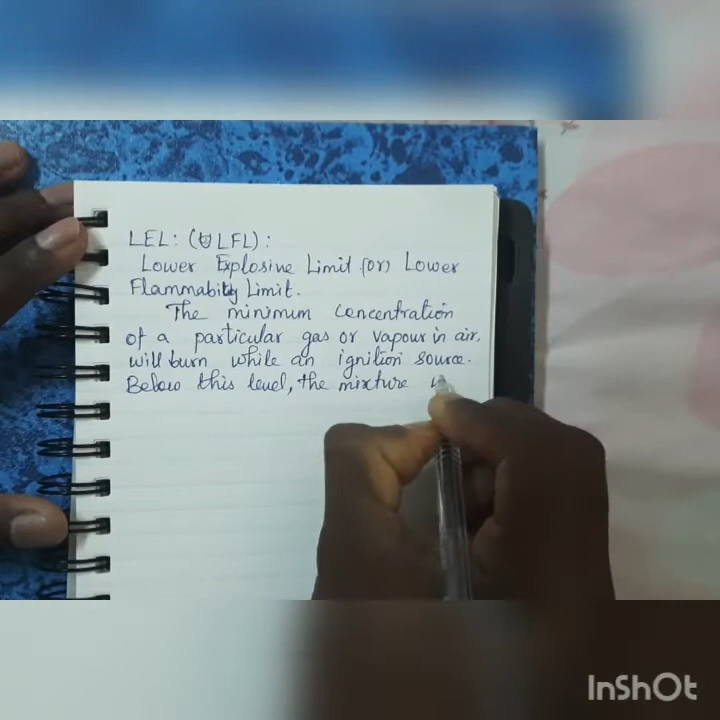 LEL: (LFL):
Lower Explosive Limit (or) Lower
Flammability Limit.
The minimum concentration
of a particular gas or vapour in air,
will burn while an ignition source.
Below this level, the mixture
InShOt